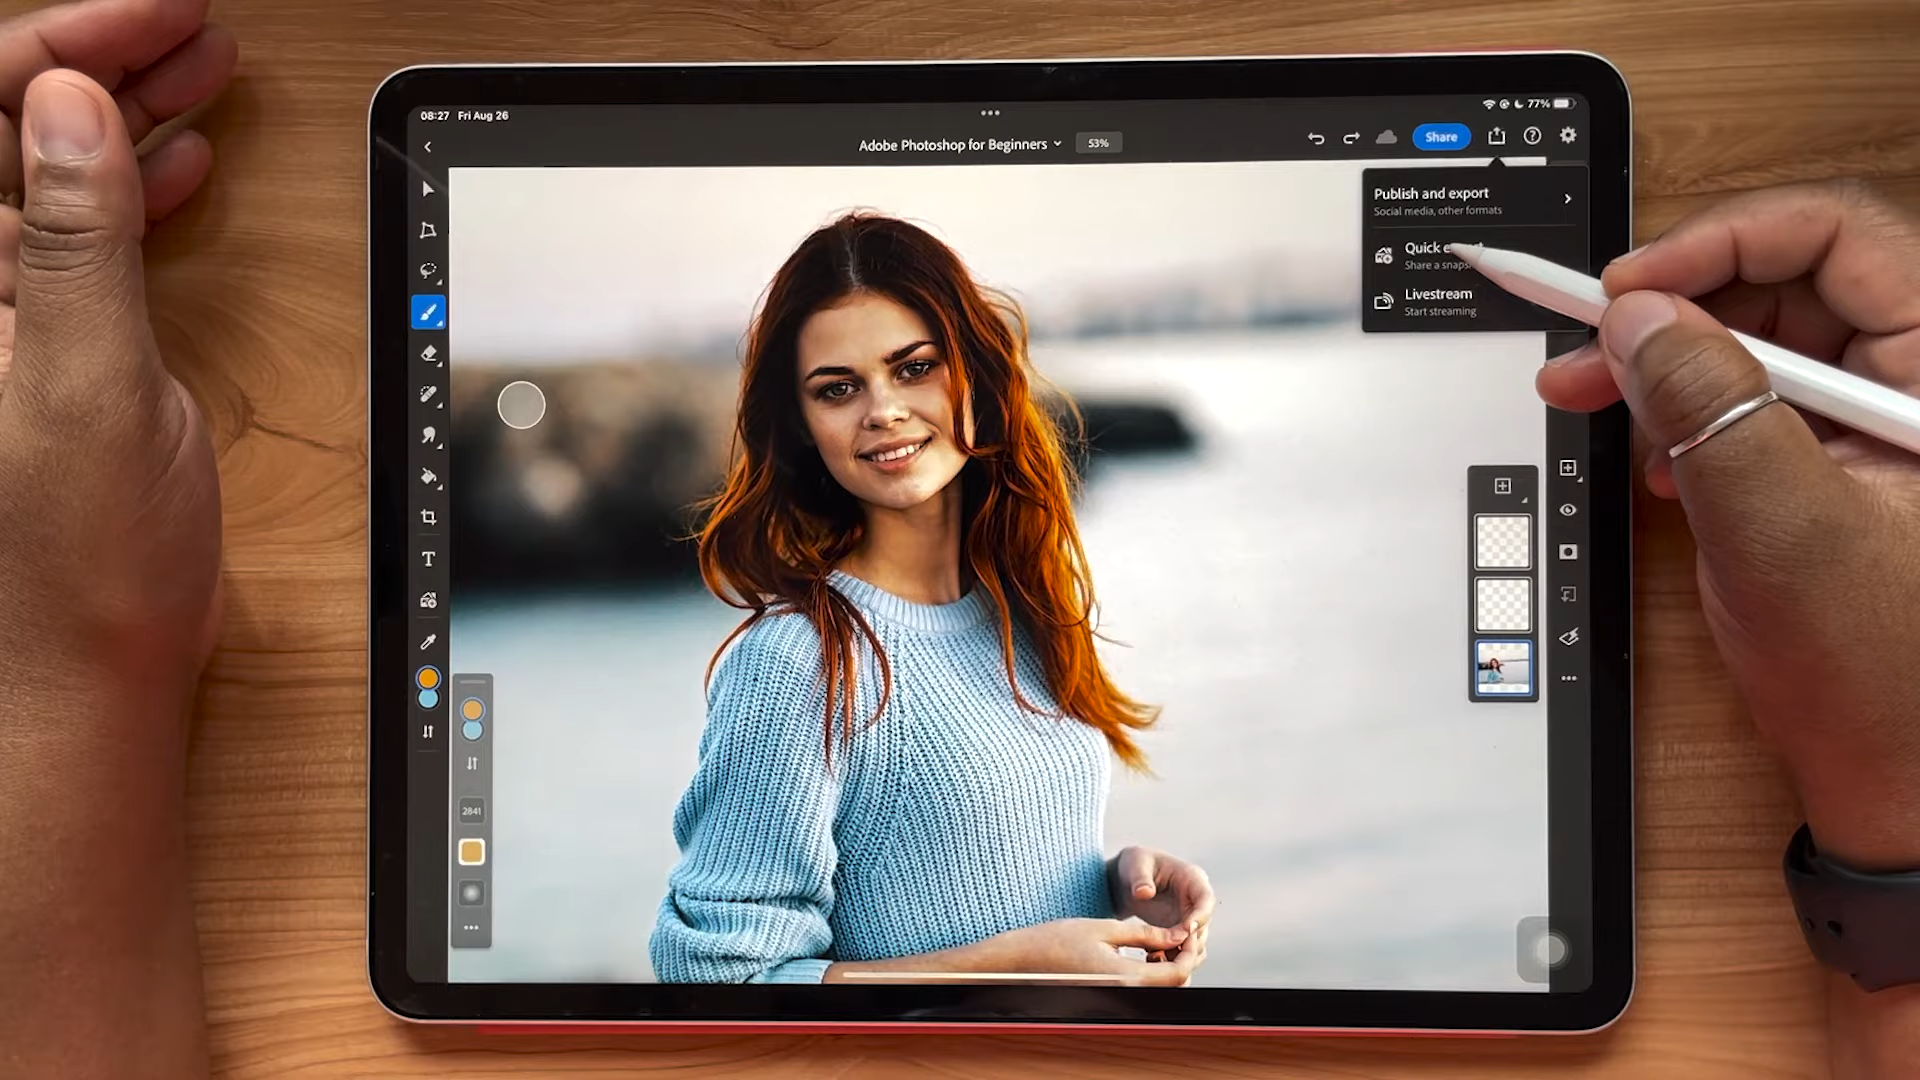 08:27 Fri Aug 26
77%
Adobe Photoshop for Beginners 53%
Share
Publish and export
Social media, other formats
Quick
Share a
Livestream
Start streaming
T
2841